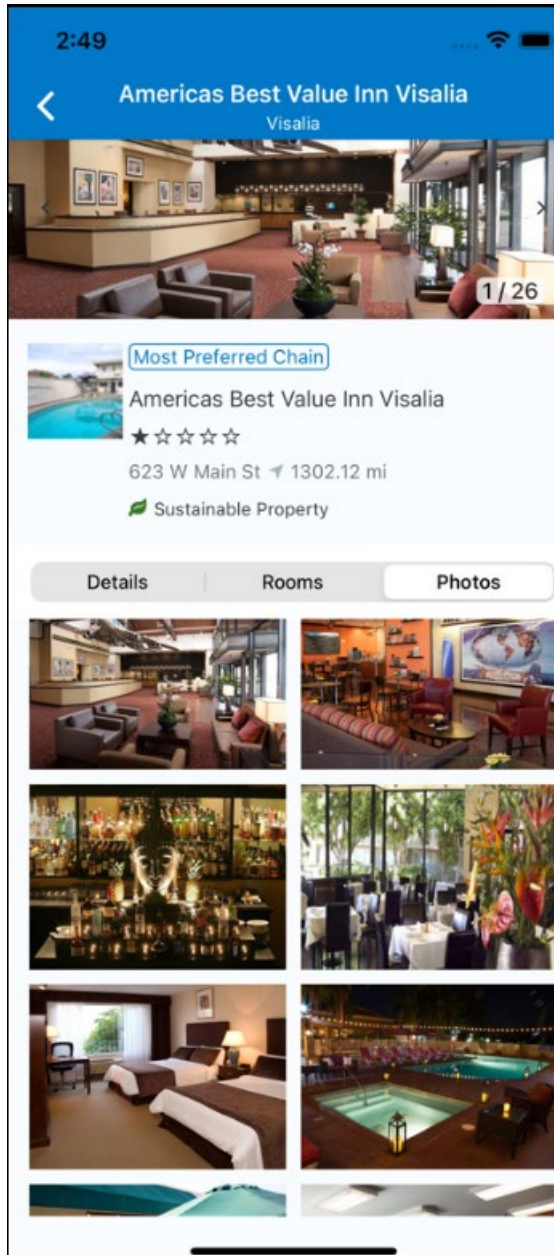 2:49
Americas Best Value Inn Visalia
Visalia
1 / 26
Most Preferred Chain
Americas Best Value Inn Visalia
623 W Main St 1302.12 mi
Sustainable Property
Details Rooms Photos